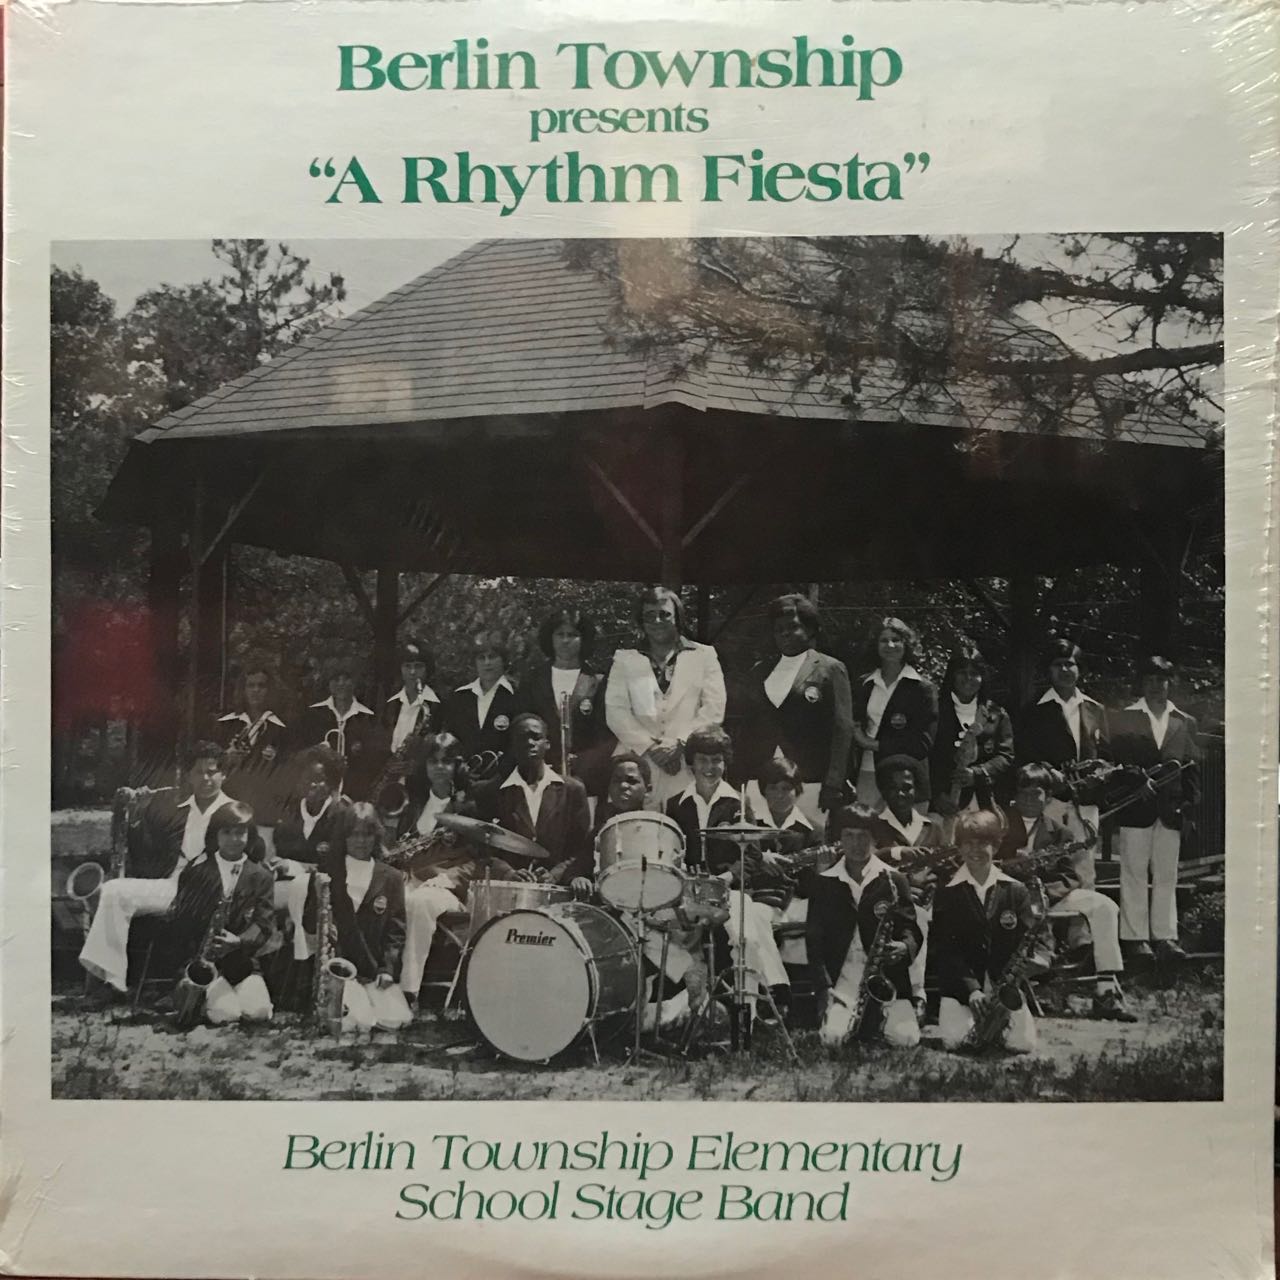 Berlin Township
presents
“A Rhythm Fiesta”
Premier
Berlin Township Elementary
School Stage Band